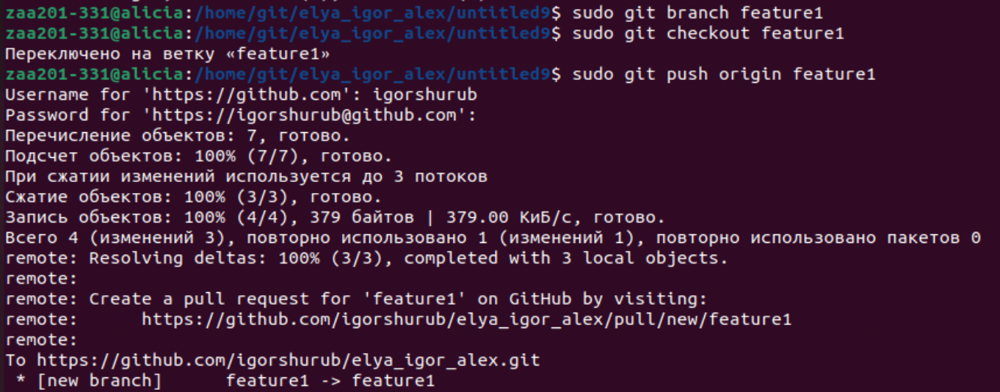 zaa201-331@alicia:/home/git/elya_igor_alex/untitled9$ sudo git branch feature1
zaa201-331@alicia:/home/git/elya_igor_alex/untitled9$ sudo git checkout feature1
Переключено на ветку «feature1»
zaa201-331@alicia:/home/git/elya_igor_alex/untitled9$ sudo git push origin feature1
Username for 'https://github.com': igorshurub
Password for 'https://igorshurub@github.com':
Перечисление объектов: 7, готово.
Подсчет объектов: 100% (7/7), готово.
При сжатии изменений используется до 3 потоков
Сжатие объектов: 100% (3/3), готово.
Запись объектов: 100% (4/4), 379 байтов | 379.00 КиБ/с, готово.
Всего 4 (изменений 3), повторно использовано 1 (изменений 1), повторно использовано пакетов 0
remote: Resolving deltas: 100% (3/3), completed with 3 local objects.
remote:
remote: Create a pull request for 'feature1' on GitHub by visiting:
remote:      https://github.com/igorshurub/elya_igor_alex/pull/new/feature1
remote:
To https://github.com/igorshurub/elya_igor_alex.git
 * [new branch]      feature1 -> feature1